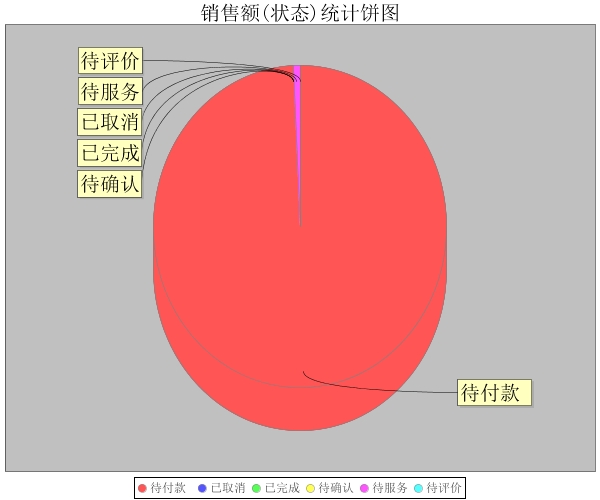 销售额(状态)统计饼图
待评价
待服务
已取消
已完成
待确认
待付款
待付款 已取消 已完成 待确认 待服务 待评价